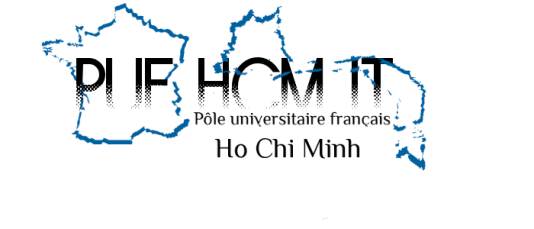 PUF HCM IT
Pôle universitaire français
Ho Chi Minh